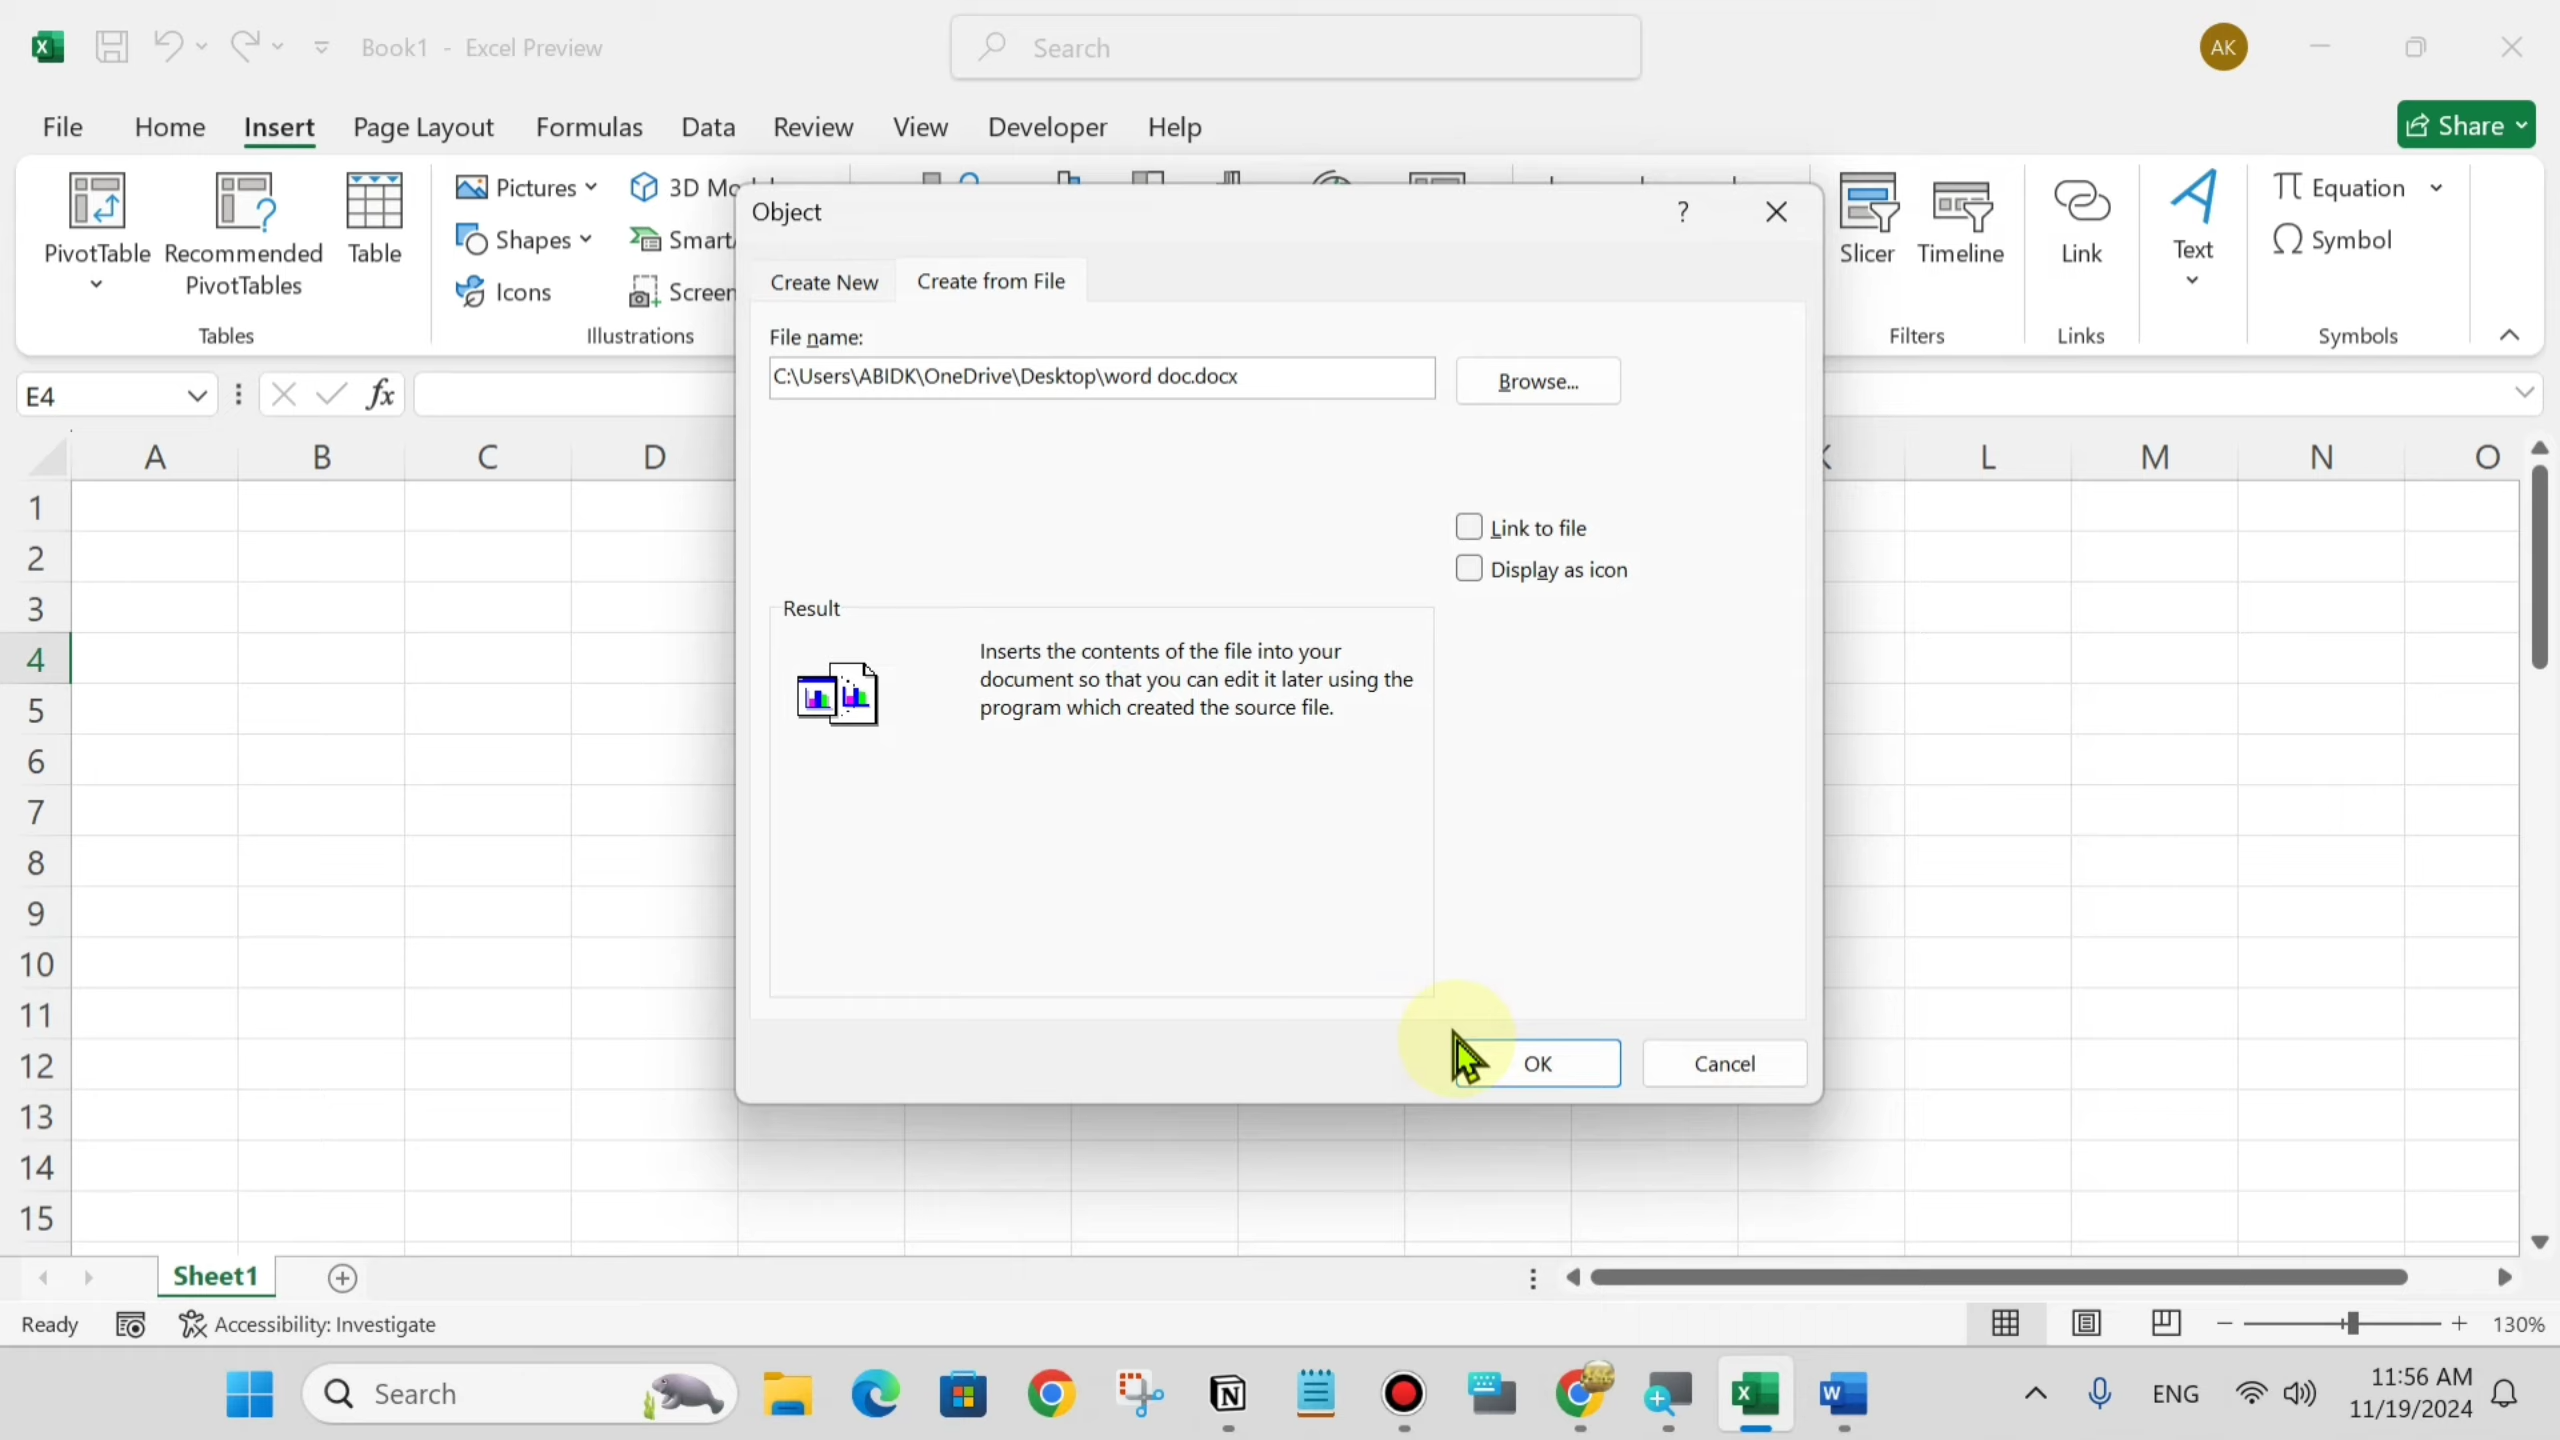 Book1 - Excel Preview
Search
AK
File Home Insert Page Layout Formulas Data Review View Developer Help
Share
PivotTable
Recommended
PivotTables
Table
Tables
Pictures
Shapes
Icons
3D
Illustrations
Slicer
Timeline
Filters
Link
Links
Text
Equation
Symbol
Symbols
Object
?
Create New
Create from File
File name:
C:\Users\ABIDK\OneDrive\Desktop\word doc.docx
Browse...
Link to file
Display as icon
Result
Inserts the contents of the file into your
document so that you can edit it later using the
program which created the source file.
OK
Cancel
E4
fx
A B C D L M N O
1
2
3
4
5
6
7
8
9
10
11
12
13
14
15
Sheet1
Ready
Accessibility: Investigate
130%
Search
ENG
11:56 AM
11/19/2024